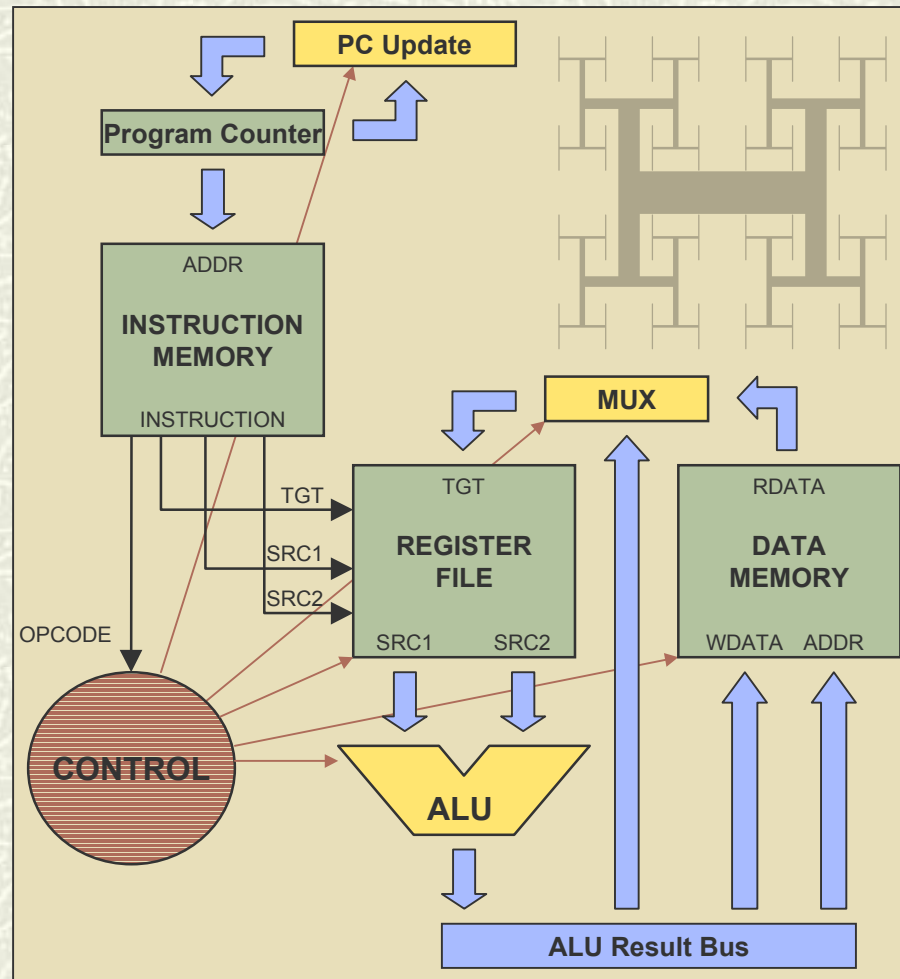 PC Update
Program Counter
ADDR
INSTRUCTION
MEMORY
INSTRUCTION
MUX
TGT
SRC1
SRC2
OPCODE
TGT
REGISTER
FILE
SRC1 SRC2
RDATA
DATA
MEMORY
WDATA ADDR
CONTROL
ALU
ALU Result Bus